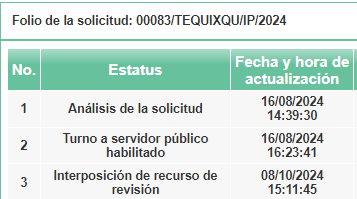 Folio de la solicitud: 00083/TEQUIXQU/IP/2024
No. Estatus Fecha y hora de
actualización
1 Análisis de la solicitud 16/08/2024
14:39:30
2 Turno a servidor público
habilitado 16/08/2024
16:23:41
3 Interposición de recurso de
revisión 08/10/2024
15:11:45